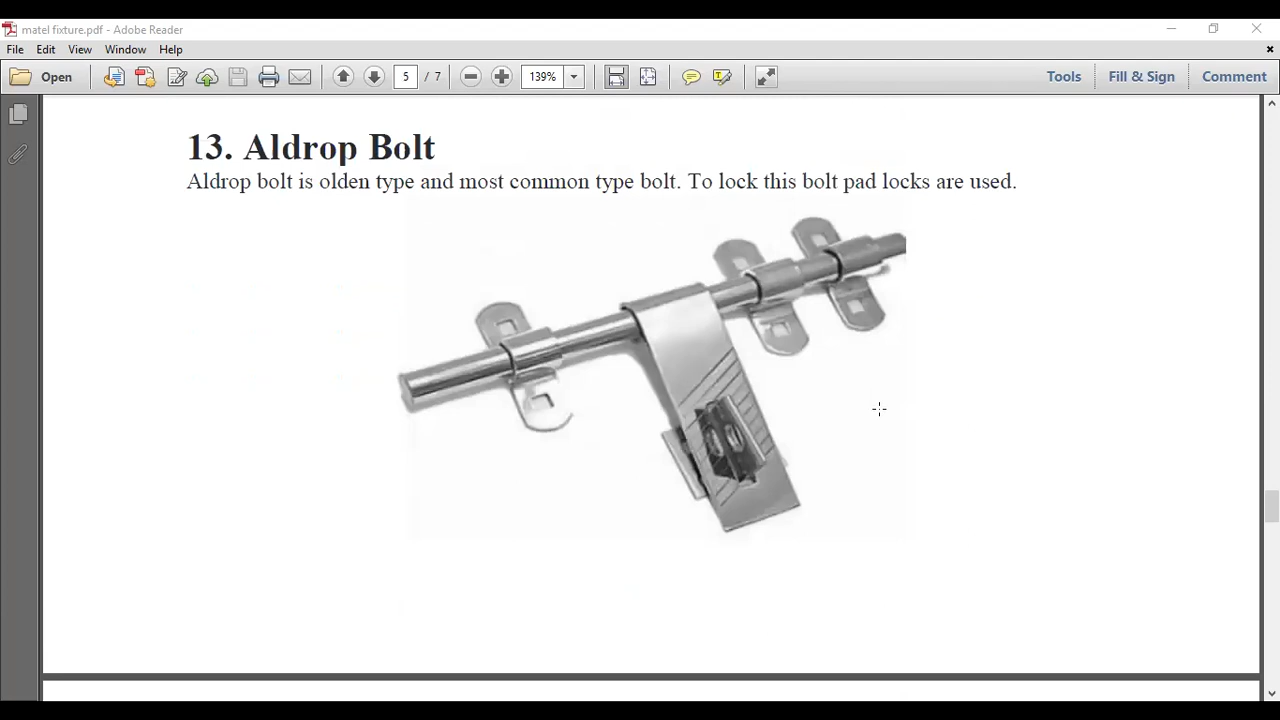 matel fixture.pdf - Adobe Reader
File Edit View Window Help
Open 5 / 7 139% Tools Fill & Sign Comment
13. Aldrop Bolt
Aldrop bolt is olden type and most common type bolt. To lock this bolt pad locks are used.